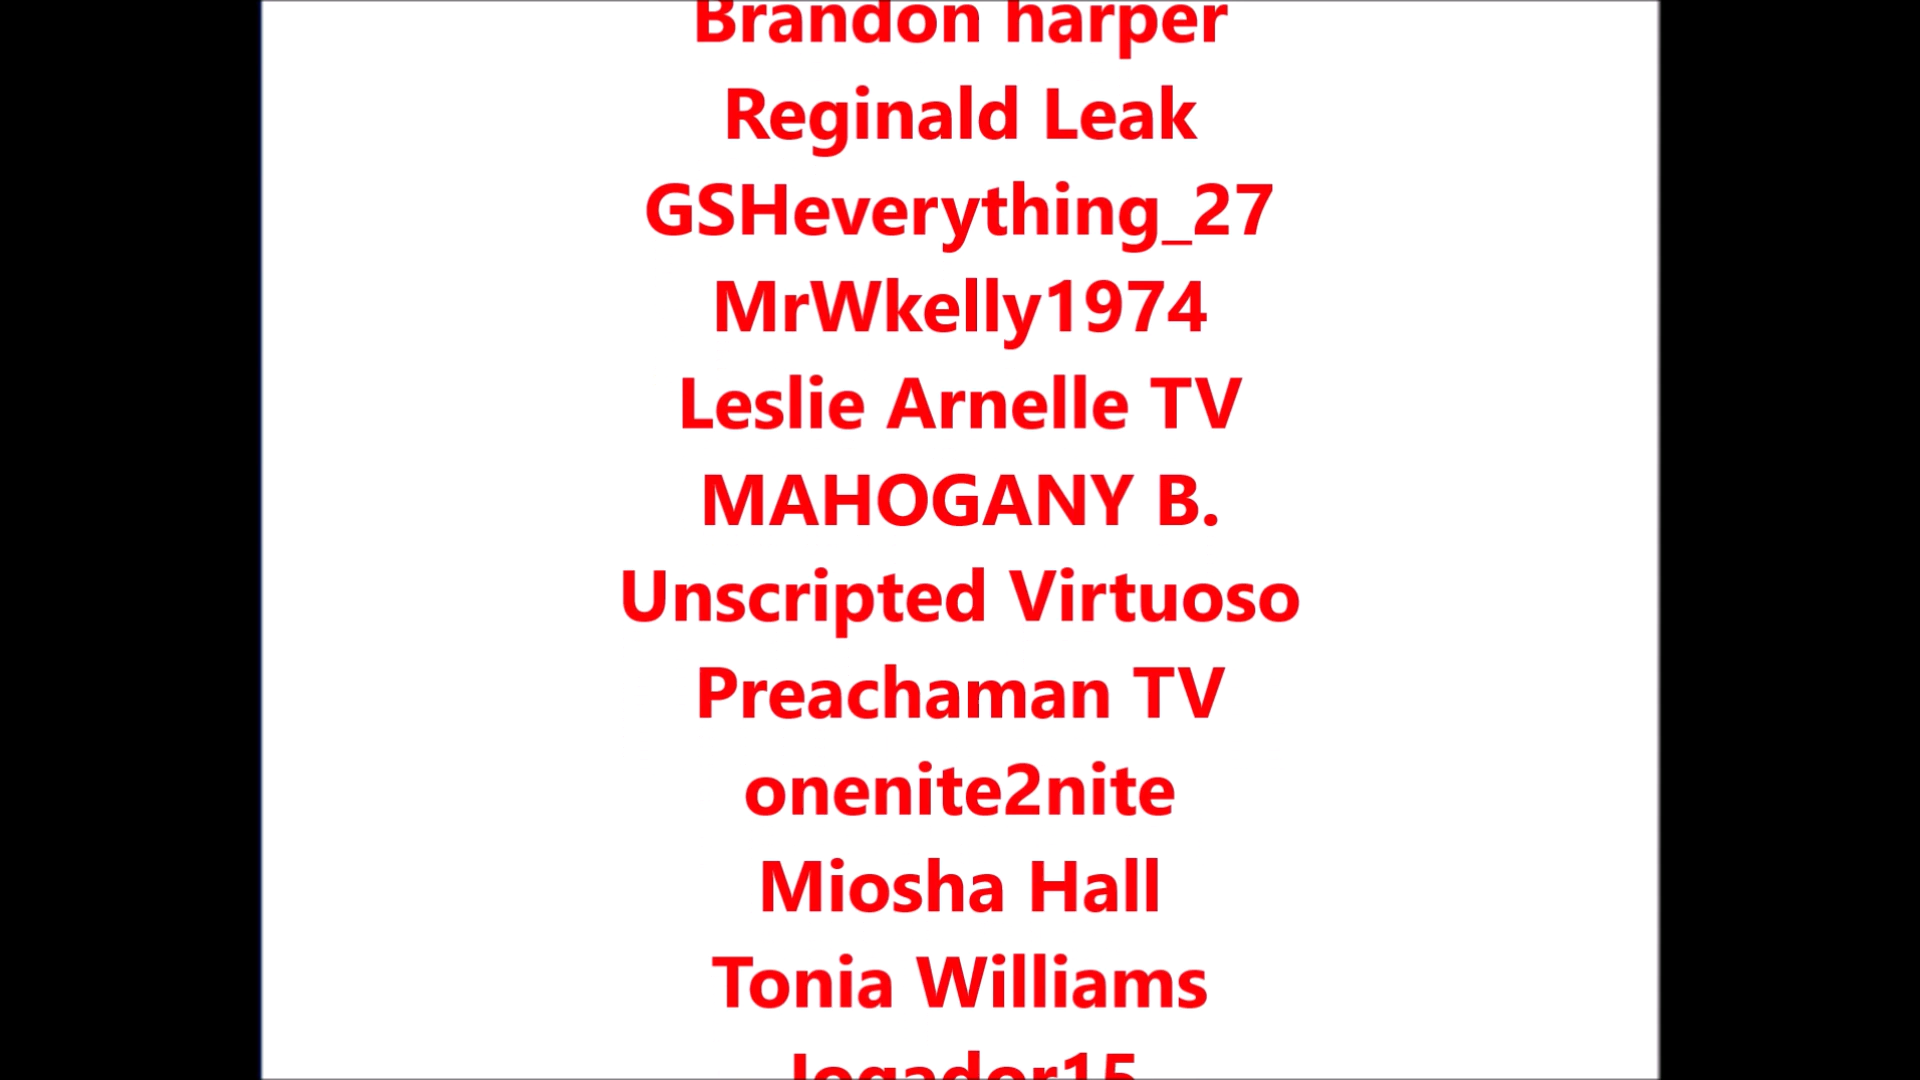 Brandon harper
Reginald Leak
GSHeverything_27
MrWkelly1974
Leslie Arnelle TV
MAHOGANY B.
Unscripted Virtuoso
Preachaman TV
onenite2nite
Miosha Hall
Tonia Williams